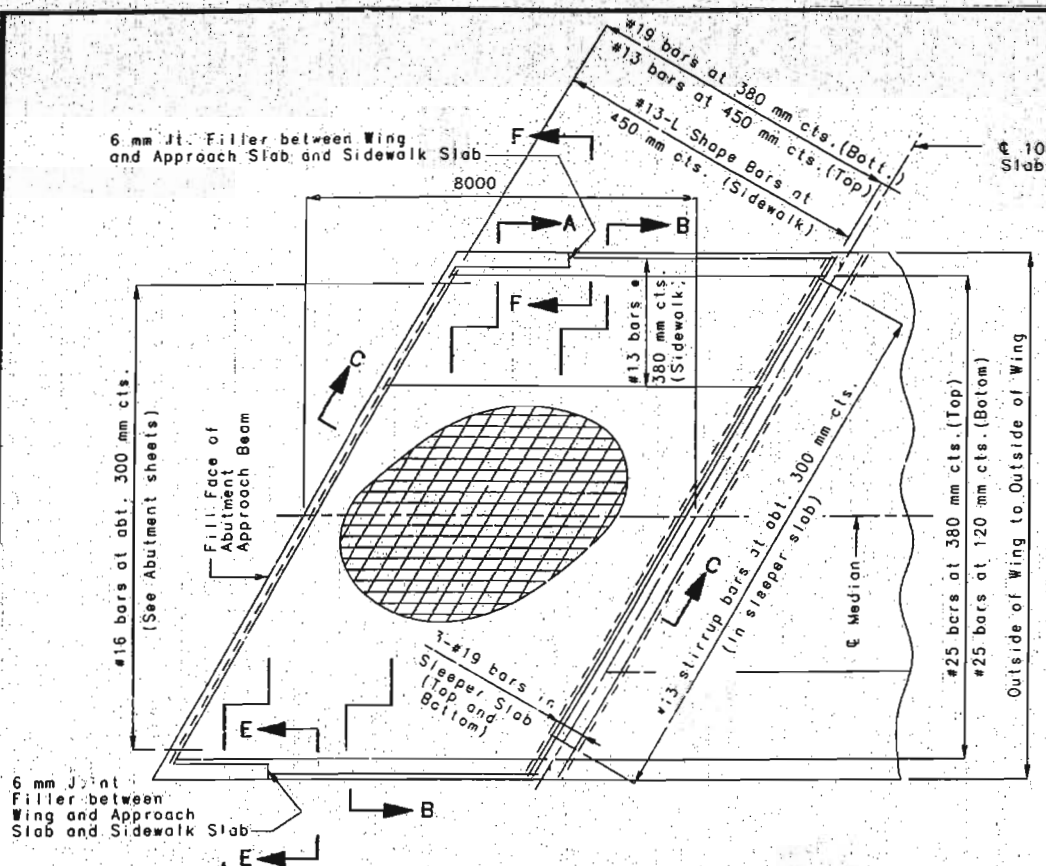 #19 bars at 380 mm cts.(Bott.)
#13 bars at 450 mm cts.(Top)
#13-L Shape Bars at
450 mm cts. (Sidewalk)
6 mm Jt. Filler between Wing
and Approach Slab and Sidewalk Slab
F
8000
℄ 10
Slab
A
B
F
#13 bars @
380 mm cts.
(Sidewalk)
C
#16 bars at abt. 300 mm cts.
(See Abutment sheets)
Fill Face of
Abutment
Approach Beam
#13 stirrup bars at abt. 300 mm cts.
(In sleeper slab)
C
℄ Median
#25 bars at 380 mm cts.(Top)
#25 bars at 120 mm cts.(Bottom)
Outside of Wing to Outside of Wing
3-#19 bars in
Sleeper Slab
(Top and
Bottom)
E
6 mm Joint
Filler between
Wing and Approach
Slab and Sidewalk Slab
B
E